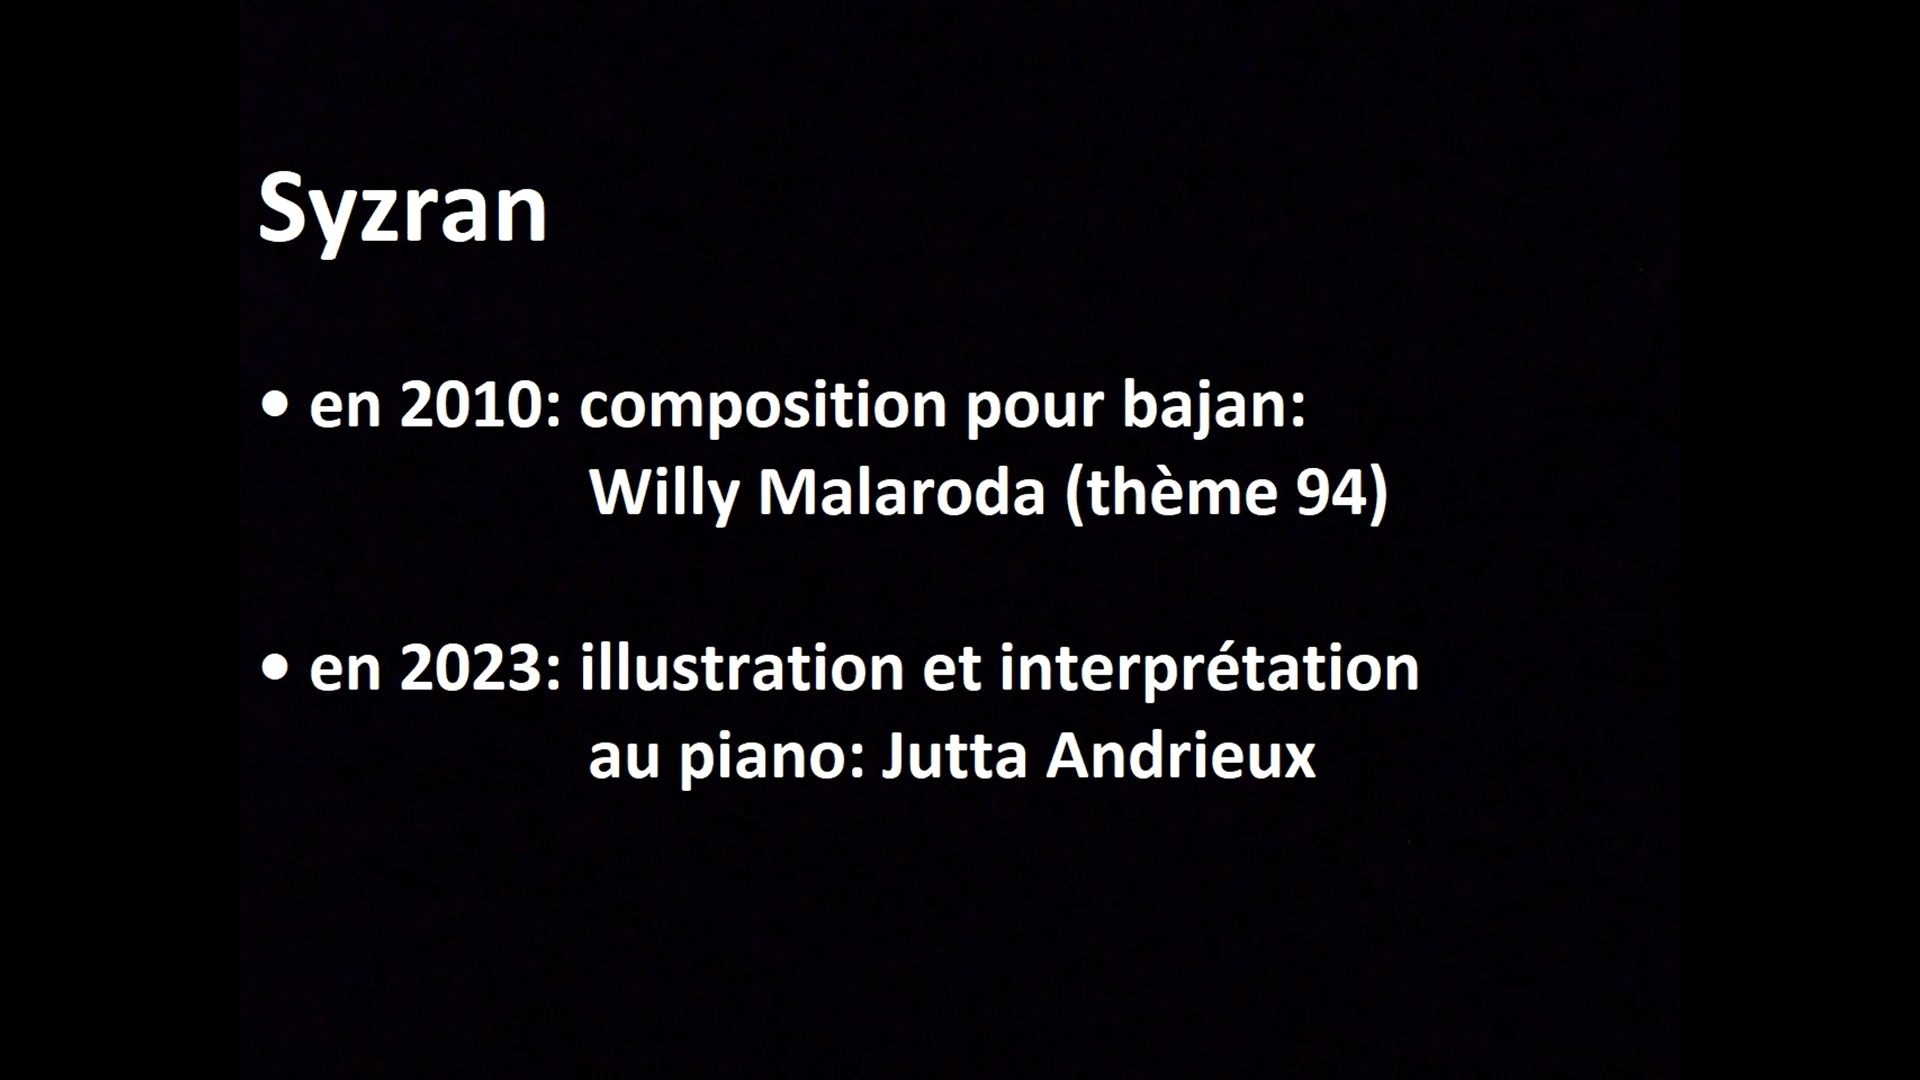 Syzran
• en 2010: composition pour bajan:
Willy Malaroda (thème 94)
• en 2023: illustration et interprétation
au piano: Jutta Andrieux